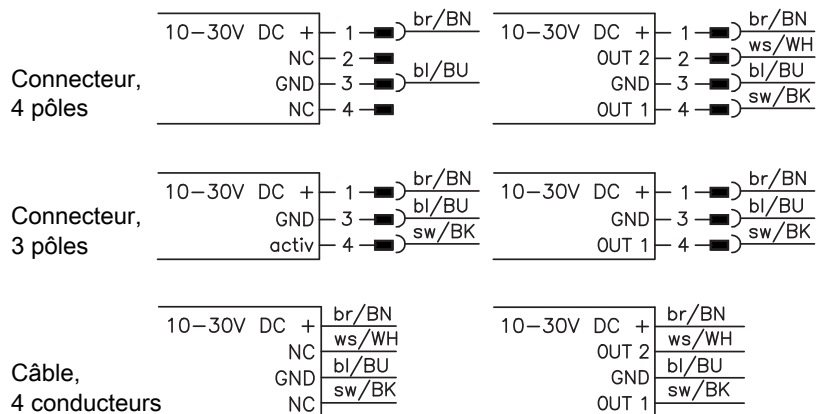 10-30V DC + 1 br/BN
NC 2
GND 3 bl/BU
NC 4
10-30V DC + 1 br/BN
OUT 2 2 ws/WH
GND 3 bl/BU
OUT 1 4 sw/BK
Connecteur,
4 pôles
10-30V DC + 1 br/BN
GND 3 bl/BU
activ 4 sw/BK
10-30V DC + 1 br/BN
GND 3 bl/BU
OUT 1 4 sw/BK
Connecteur,
3 pôles
10-30V DC + br/BN
NC ws/WH
GND bl/BU
NC sw/BK
10-30V DC + br/BN
OUT 2 ws/WH
GND bl/BU
OUT 1 sw/BK
Câble,
4 conducteurs